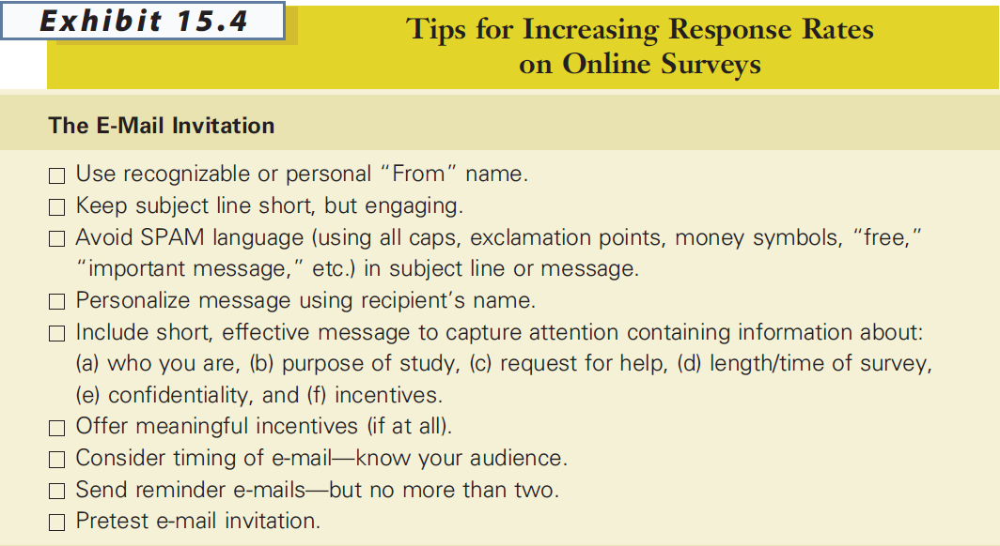 Exhibit 15.4
Tips for Increasing Response Rates
on Online Surveys
The E-Mail Invitation
Use recognizable or personal “From” name.
Keep subject line short, but engaging.
Avoid SPAM language (using all caps, exclamation points, money symbols, “free,”
“important message,” etc.) in subject line or message.
Personalize message using recipient’s name.
Include short, effective message to capture attention containing information about:
(a) who you are, (b) purpose of study, (c) request for help, (d) length/time of survey,
(e) confidentiality, and (f) incentives.
Offer meaningful incentives (if at all).
Consider timing of e-mail—know your audience.
Send reminder e-mails—but no more than two.
Pretest e-mail invitation.